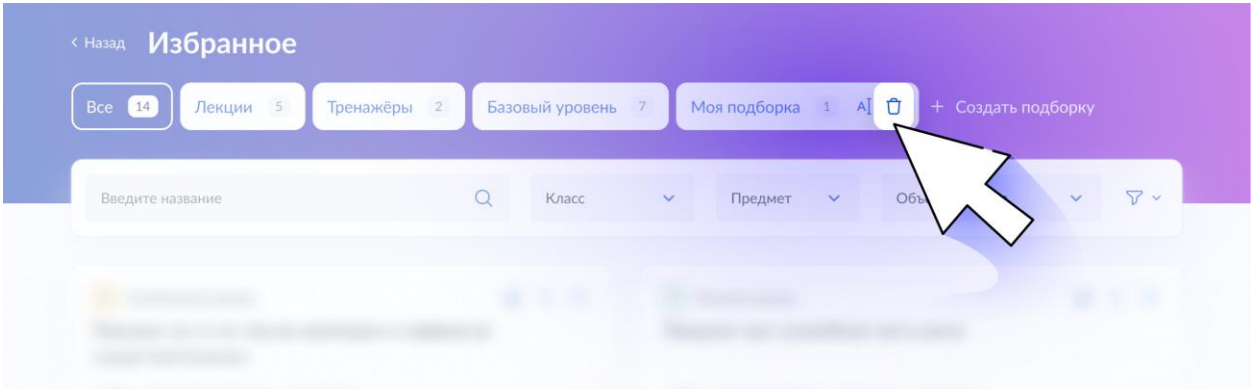 Назад Избранное
Все 14 Лекции 5 Тренажёры 2 Базовый уровень 7 Моя подборка 1 + Создать подборку
Введите название Класс Предмет